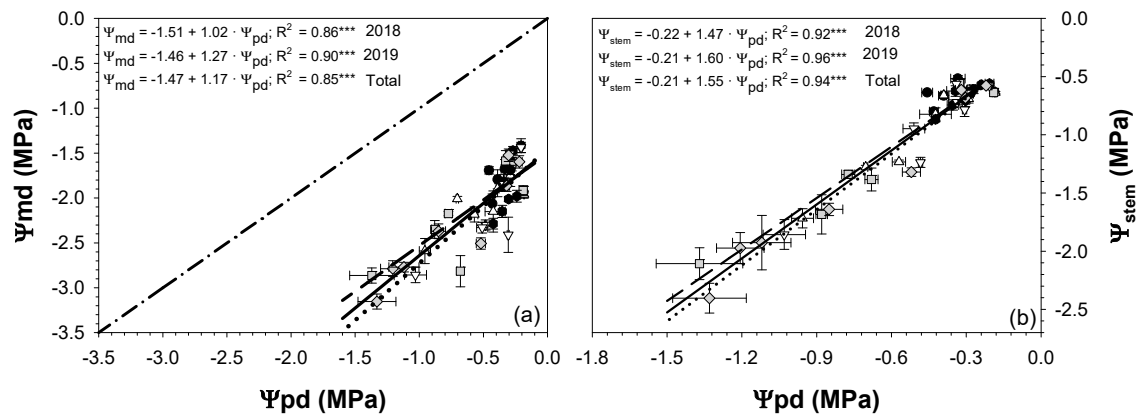 Ψmd = -1.51 + 1.02 · Ψpd; R² = 0.86*** 2018
Ψmd = -1.46 + 1.27 · Ψpd; R² = 0.90*** 2019
Ψmd = -1.47 + 1.17 · Ψpd; R² = 0.85*** Total
0.0
-0.5
-1.0
-1.5
-2.0
-2.5
-3.0
-3.5
Ψmd (MPa)
(a)
-3.5 -3.0 -2.5 -2.0 -1.5 -1.0 -0.5 0.0
Ψpd (MPa)
Ψstem = -0.22 + 1.47 · Ψpd; R² = 0.92*** 2018
Ψstem = -0.21 + 1.60 · Ψpd; R² = 0.96*** 2019
Ψstem = -0.21 + 1.55 · Ψpd; R² = 0.94*** Total
0.0
-0.5
-1.0
-1.5
-2.0
-2.5
Ψstem (MPa)
(b)
-1.8 -1.5 -1.2 -0.9 -0.6 -0.3 0.0
Ψpd (MPa)